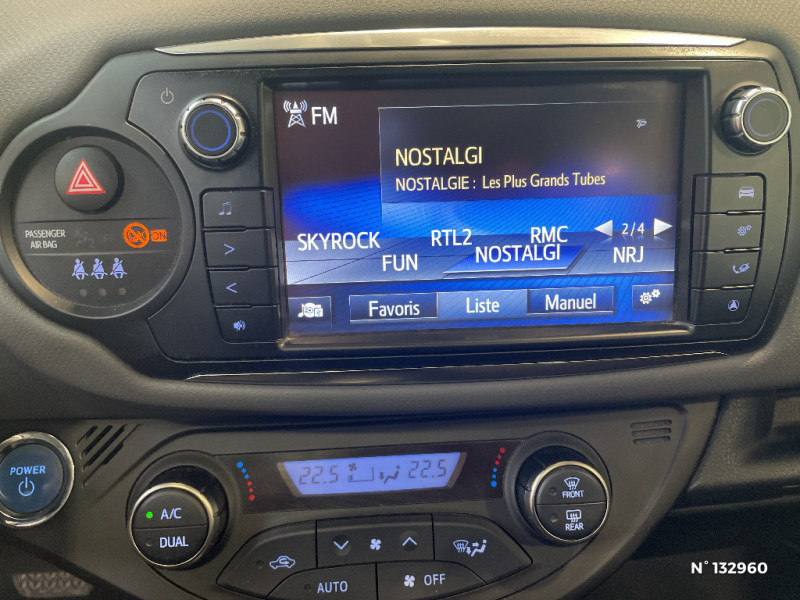 FM
NOSTALGI
NOSTALGIE : Les Plus Grands Tubes
SKYROCK RTL2 RMC 2/4
FUN NOSTALGI NRJ
Favoris Liste Manuel
PASSENGER
AIR BAG
ON
POWER
22.5 22.5
A/C
DUAL
FRONT
REAR
AUTO
OFF
N°132960